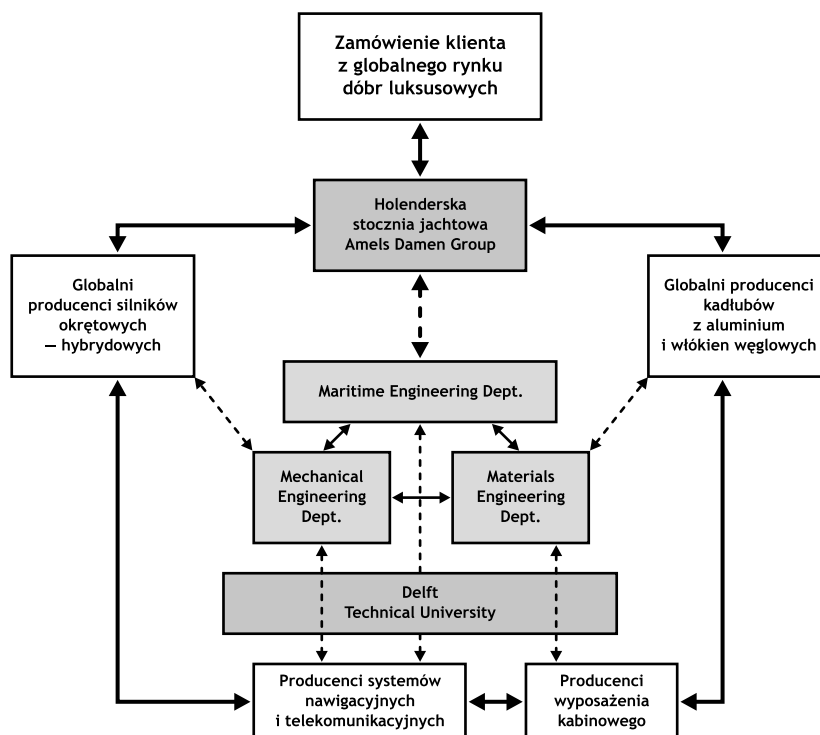 Zamówienie klienta
z globalnego rynku
dóbr luksusowych
Holenderska
stocznia jachtowa
Amels Damen Group
Globalni
producenci silników
okrętowych
— hybrydowych
Globalni producenci
kadłubów
z aluminium
i włókien węglowych
Maritime Engineering Dept.
Mechanical
Engineering
Dept.
Materials
Engineering
Dept.
Delft
Technical University
Producenci systemów
nawigacyjnych
i telekomunikacyjnych
Producenci
wyposażenia
kabinowego